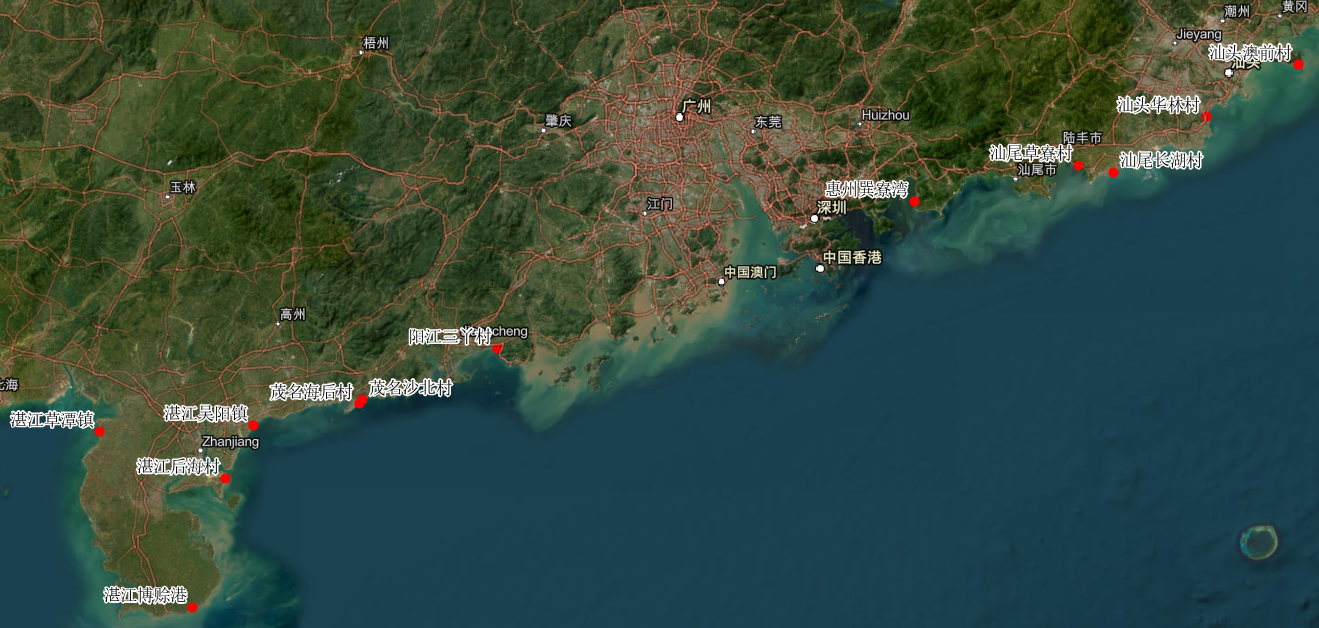 潮州
黄冈
Jieyang
汕头澳前村
汕头
梧州
广州
汕头华林村
肇庆
东莞
Huizhou
陆丰市
汕尾草寮村
汕尾长湖村
汕尾市
玉林
惠州巽寮湾
江门
深圳
中国香港
中国澳门
高州
阳江三丫村
cheng
北海
茂名海后村
茂名沙北村
湛江草潭镇
湛江吴阳镇
Zhanjiang
湛江后海村
湛江博赊港